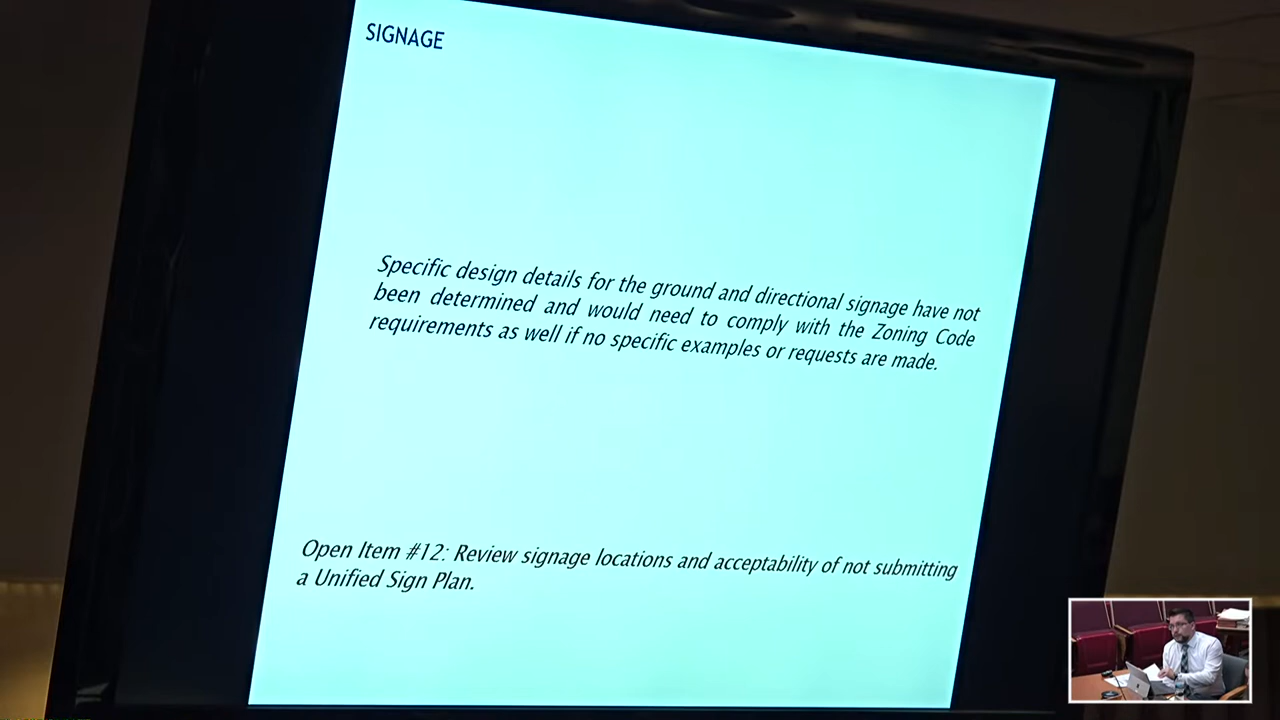 SIGNAGE
Specific design details for the ground and directional signage have not
been determined and would need to comply with the Zoning Code
requirements as well if no specific examples or requests are made.
Open Item #12: Review signage locations and acceptability of not submitting
a Unified Sign Plan.